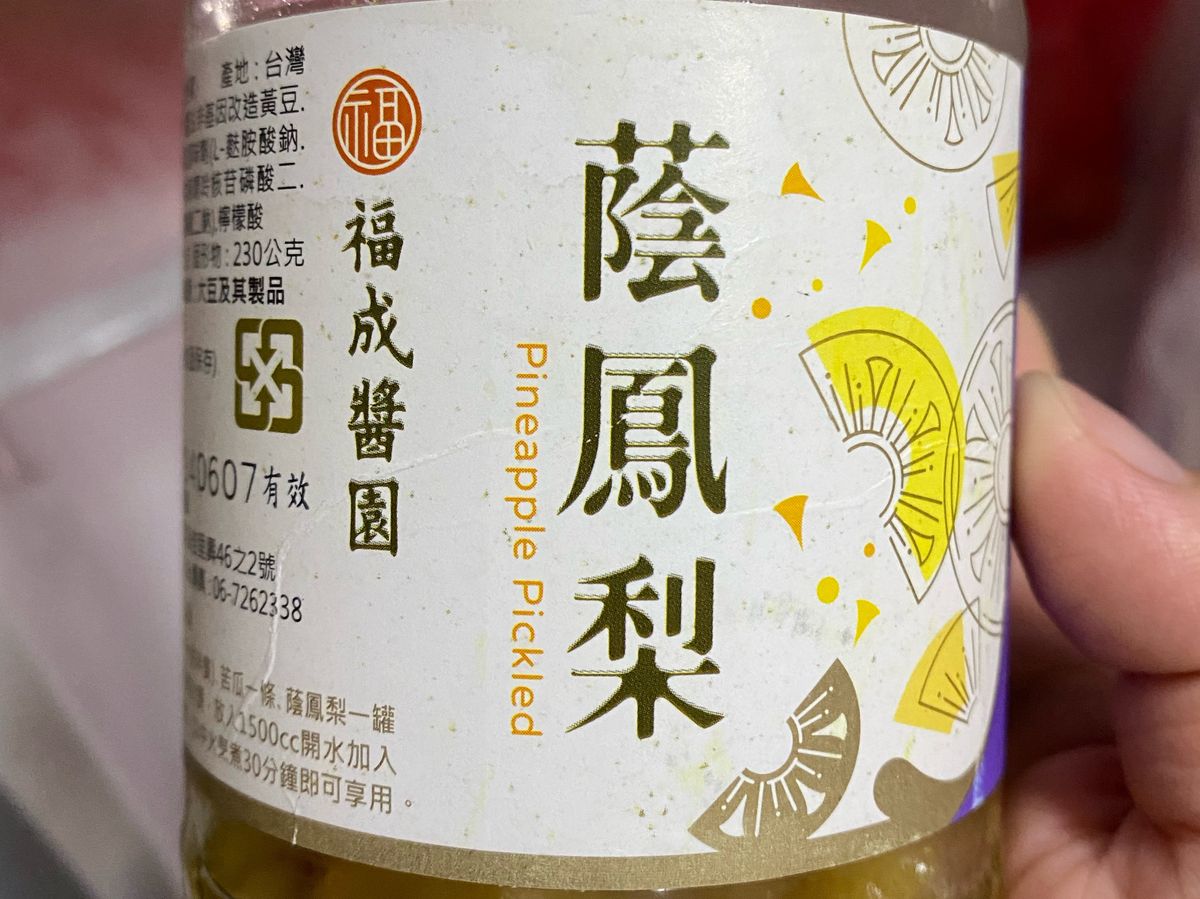 蔭鳳梨
Pineapple Pickled
福
福成醬園
產地:台灣
基因改造黃豆.
(L-麩胺酸鈉.
核苷磷酸二.
檸檬酸
形物:230公克
大豆及其製品
40607有效
46之2號
06-7262338
苦瓜一條、蔭鳳梨一罐
放入1500cc開水加入
火烹煮30分鐘即可享用。